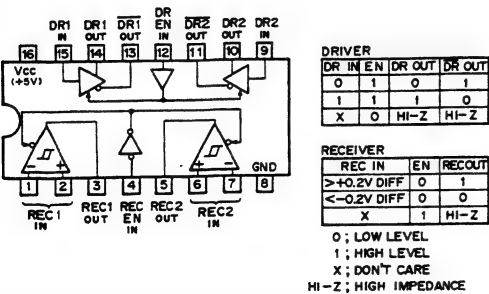 DR1 IN
DR1 OUT
DR1 OUT
DR EN IN
DR2 OUT
DR2 OUT
DR2 IN
16 15 14 13 12 11 10 9
Vcc (+5V)
GND
1 2 3 4 5 6 7 8
REC1 IN
REC1 OUT
REC EN IN
REC2 OUT
REC2 IN
DRIVER
DR IN EN DR OUT DR OUT
0 1 0 1
1 1 1 0
X 0 HI-Z HI-Z
RECEIVER
REC IN EN RECOUT
>+0.2V DIFF 0 1
<-0.2V DIFF 0 0
X 1 HI-Z
0 ; LOW LEVEL
1 ; HIGH LEVEL
X ; DON'T CARE
HI-Z ; HIGH IMPEDANCE